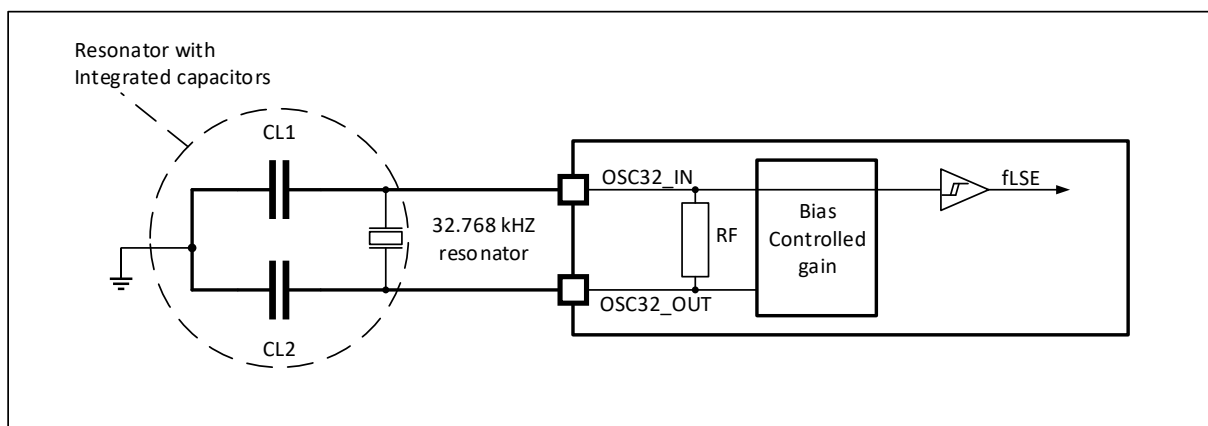 Resonator with
Integrated capacitors
CL1
OSC32_IN
fLSE
32.768 kHZ
resonator
RF
Bias
Controlled
gain
OSC32_OUT
CL2